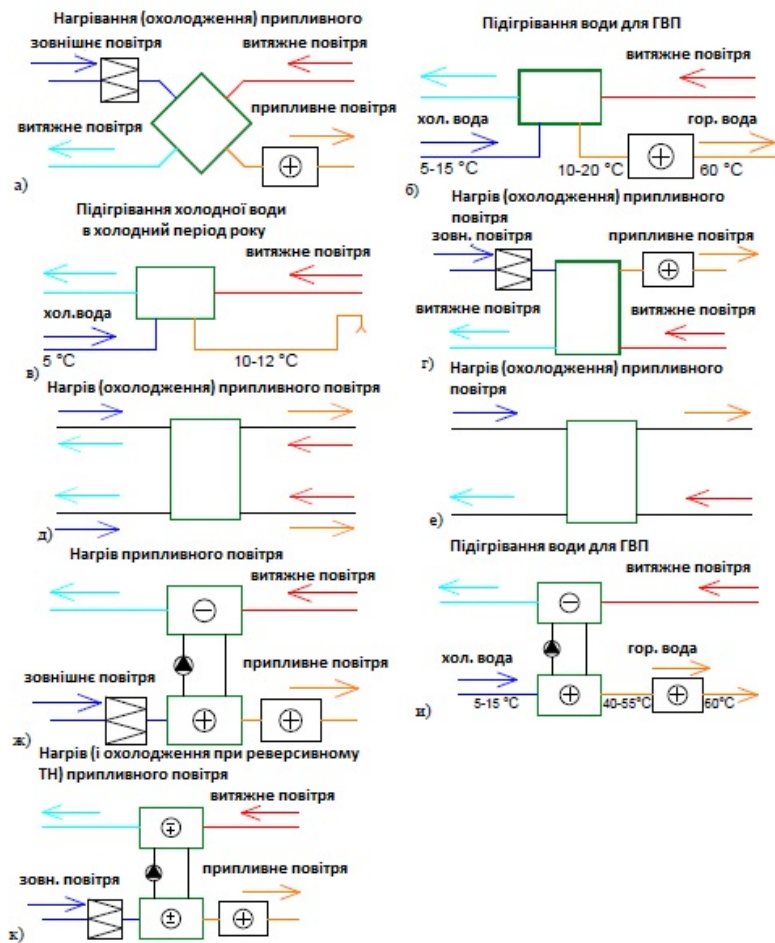 Нагрівання (охолодження) припливного
зовнішнє повітря
витяжне повітря
витяжне повітря
припливне повітря
а)
Підігрівання води для ГВП
витяжне повітря
хол. вода
гор. вода
5-15 °C
10-20 °C
60 °C
б)
Підігрівання холодної води
в холодний період року
витяжне повітря
хол.вода
5 °C
10-12 °C
в)
Нагрів (охолодження) припливного
повітря
зовн. повітря
припливне повітря
витяжне повітря
витяжне повітря
г)
Нагрів (охолодження) припливного повітря
д)
Нагрів (охолодження) припливного
повітря
е)
Нагрів припливного повітря
витяжне повітря
зовнішнє повітря
припливне повітря
ж)
Підігрівання води для ГВП
витяжне повітря
хол. вода
гор. вода
5-15 °C
40-55°C
60°C
и)
Нагрів (і охолодження при реверсивному
ТН) припливного повітря
витяжне повітря
зовн. повітря
припливне повітря
к)